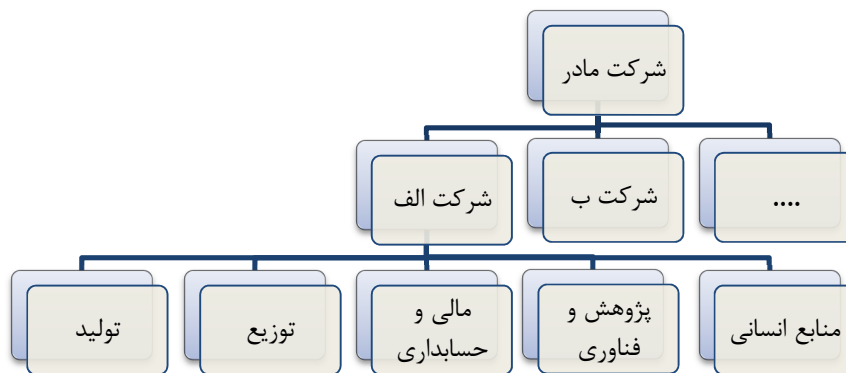 شرکت مادر
شرکت الف
شرکت ب
....
تولید
توزیع
مالی و
حسابداری
پژوهش و
فناوری
منابع انسانی